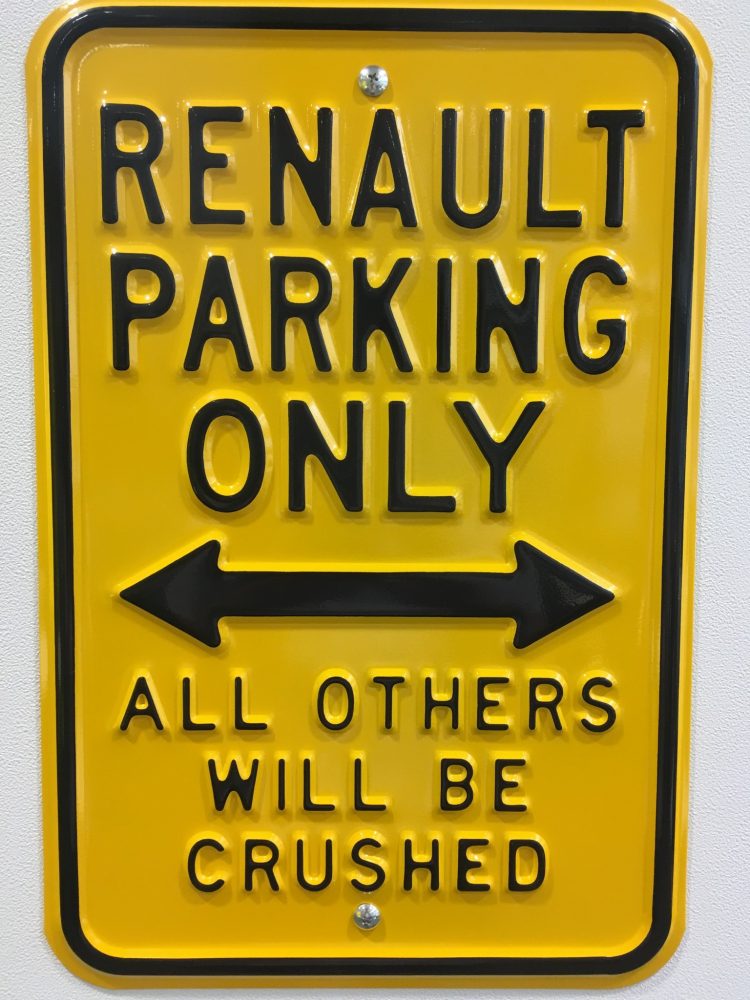 RENAULT
PARKING
ONLY
ALL OTHERS
WILL BE
CRUSHED